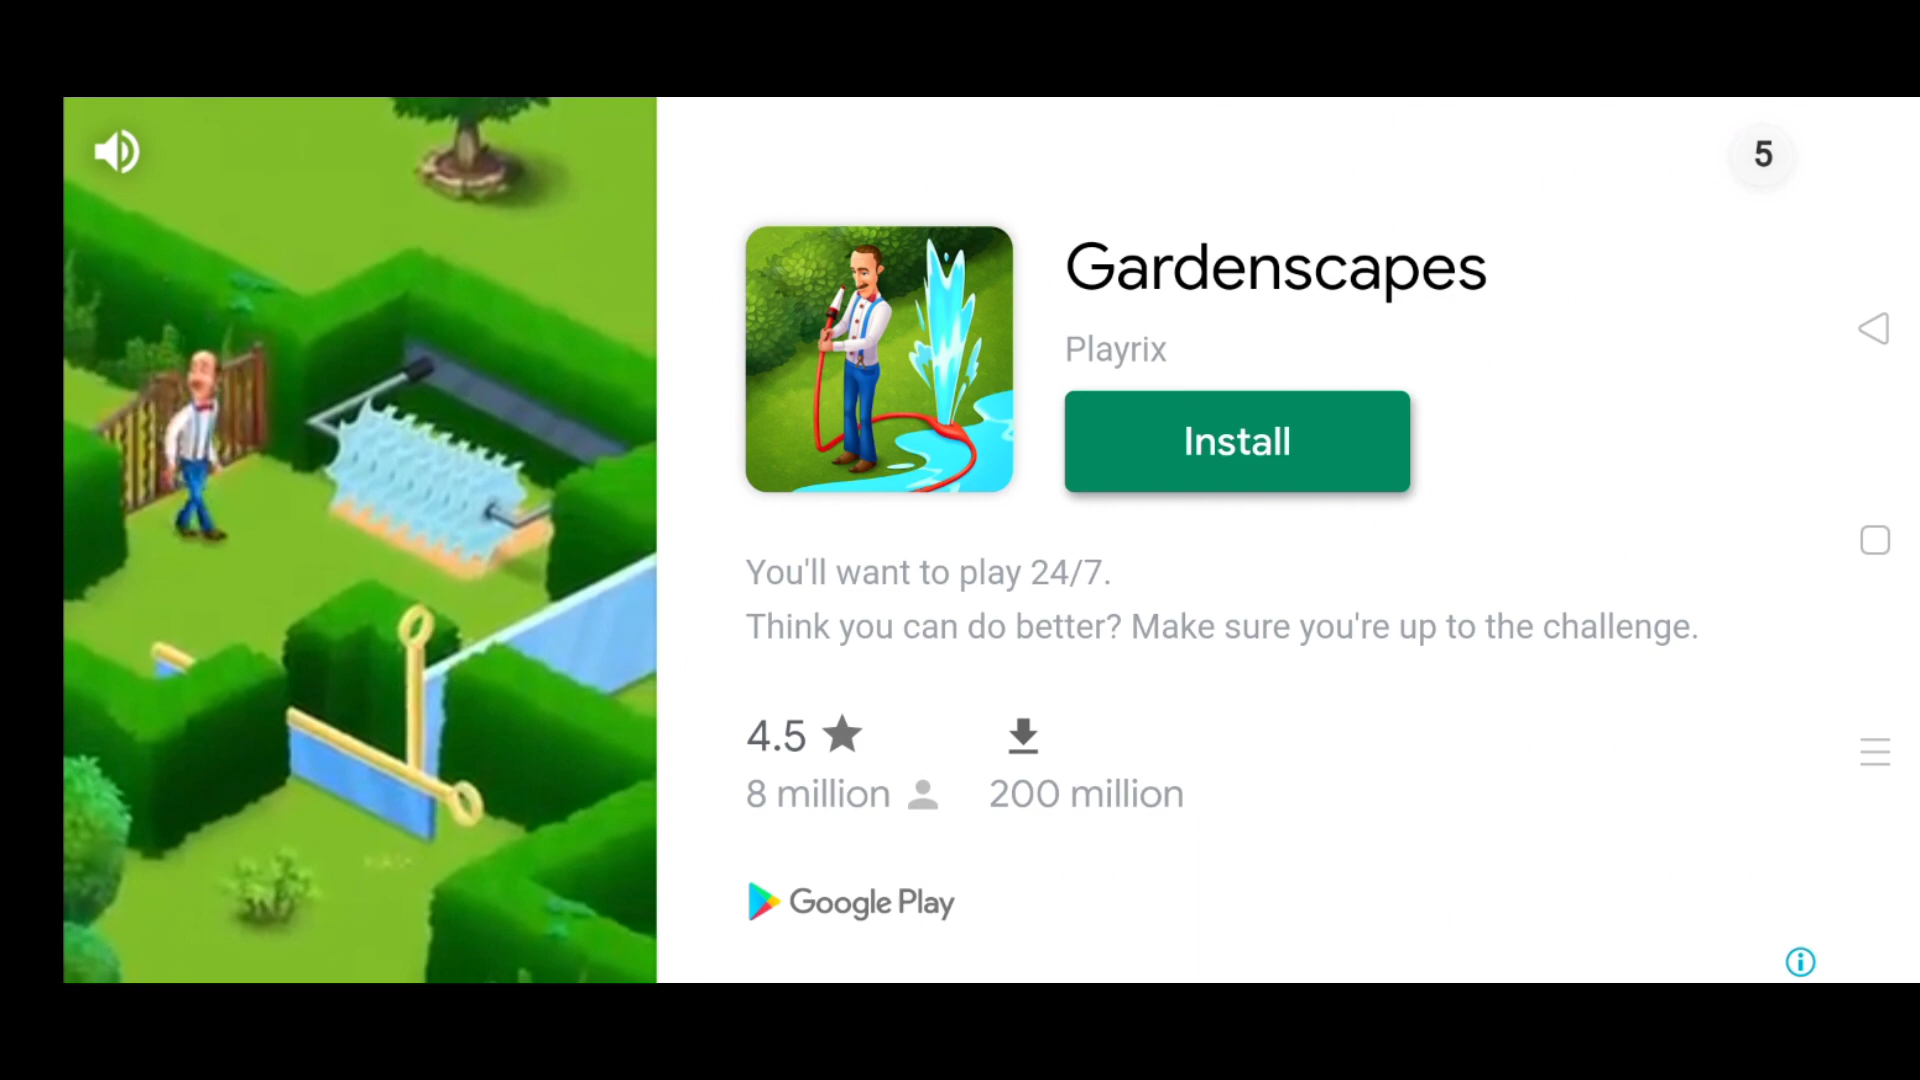 5
Gardenscapes
Playrix
Install
You'll want to play 24/7.
Think you can do better? Make sure you're up to the challenge.
4.5
8 million
200 million
Google Play